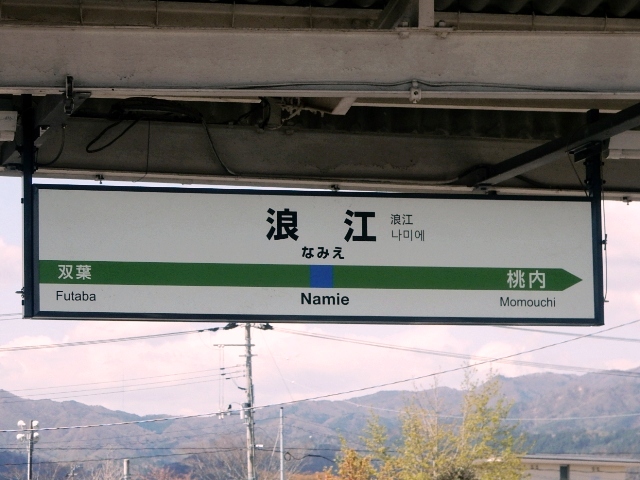 浪江
浪江
나미에
なみえ
双葉
桃内
Futaba
Namie
Momouchi